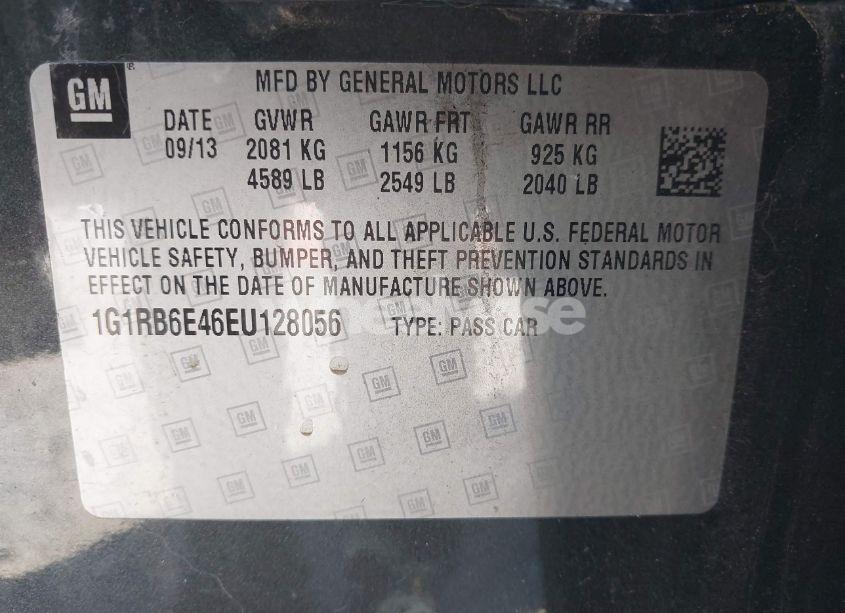 GM
MFD BY GENERAL MOTORS LLC
DATE GVWR GAWR FRT GAWR RR
09/13 2081 KG 1156 KG 925 KG
4589 LB 2549 LB 2040 LB
THIS VEHICLE CONFORMS TO ALL APPLICABLE U.S. FEDERAL MOTOR
VEHICLE SAFETY, BUMPER, AND THEFT PREVENTION STANDARDS IN
EFFECT ON THE DATE OF MANUFACTURE SHOWN ABOVE.
1G1RB6E46EU128056 TYPE: PASS CAR